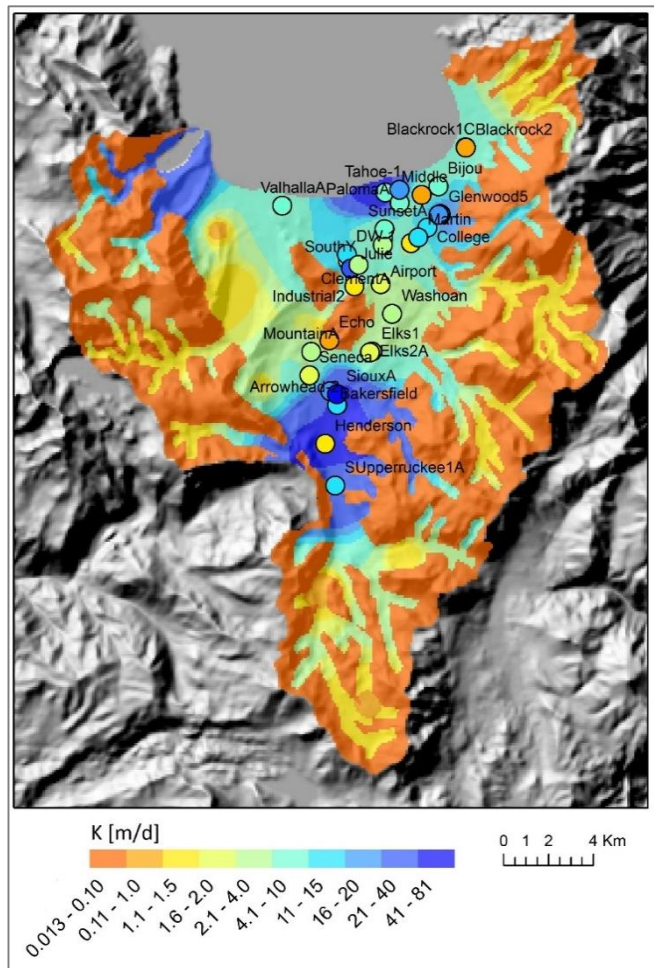 Blackrock1CBlackrock2
Tahoe-1 Middle Bijou
ValhallaA PalomaA Glenwood5
SunsetA Martin
DW College
SouthY Julie
ClementA Airport
Industrial2 Washoan
Echo Elks1
MountainA Seneca Elks2A
Arrowhead SiouxA
Bakersfield
Henderson
SUpperruckee1A
K [m/d]
0.013 - 0.10
0.11 - 1.0
1.1 - 1.5
1.6 - 2.0
2.1 - 4.0
4.1 - 10
11 - 15
16 - 20
21 - 40
41 - 81
0 1 2 4 Km